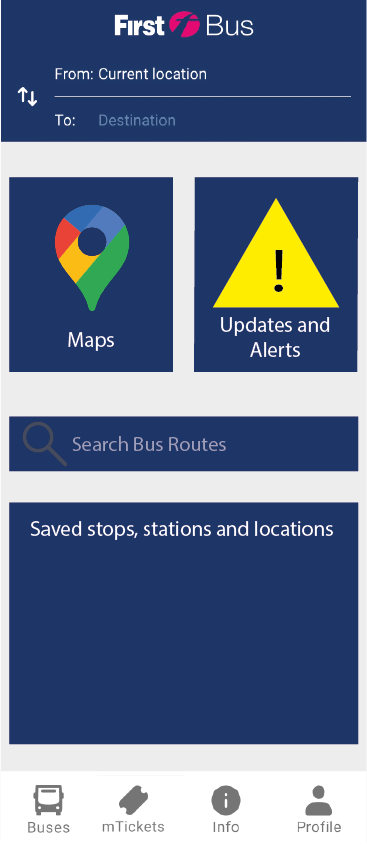 First Bus
From: Current location
To: Destination
Maps
!
Updates and
Alerts
Search Bus Routes
Saved stops, stations and locations
Buses
mTickets
i
Info
Profile